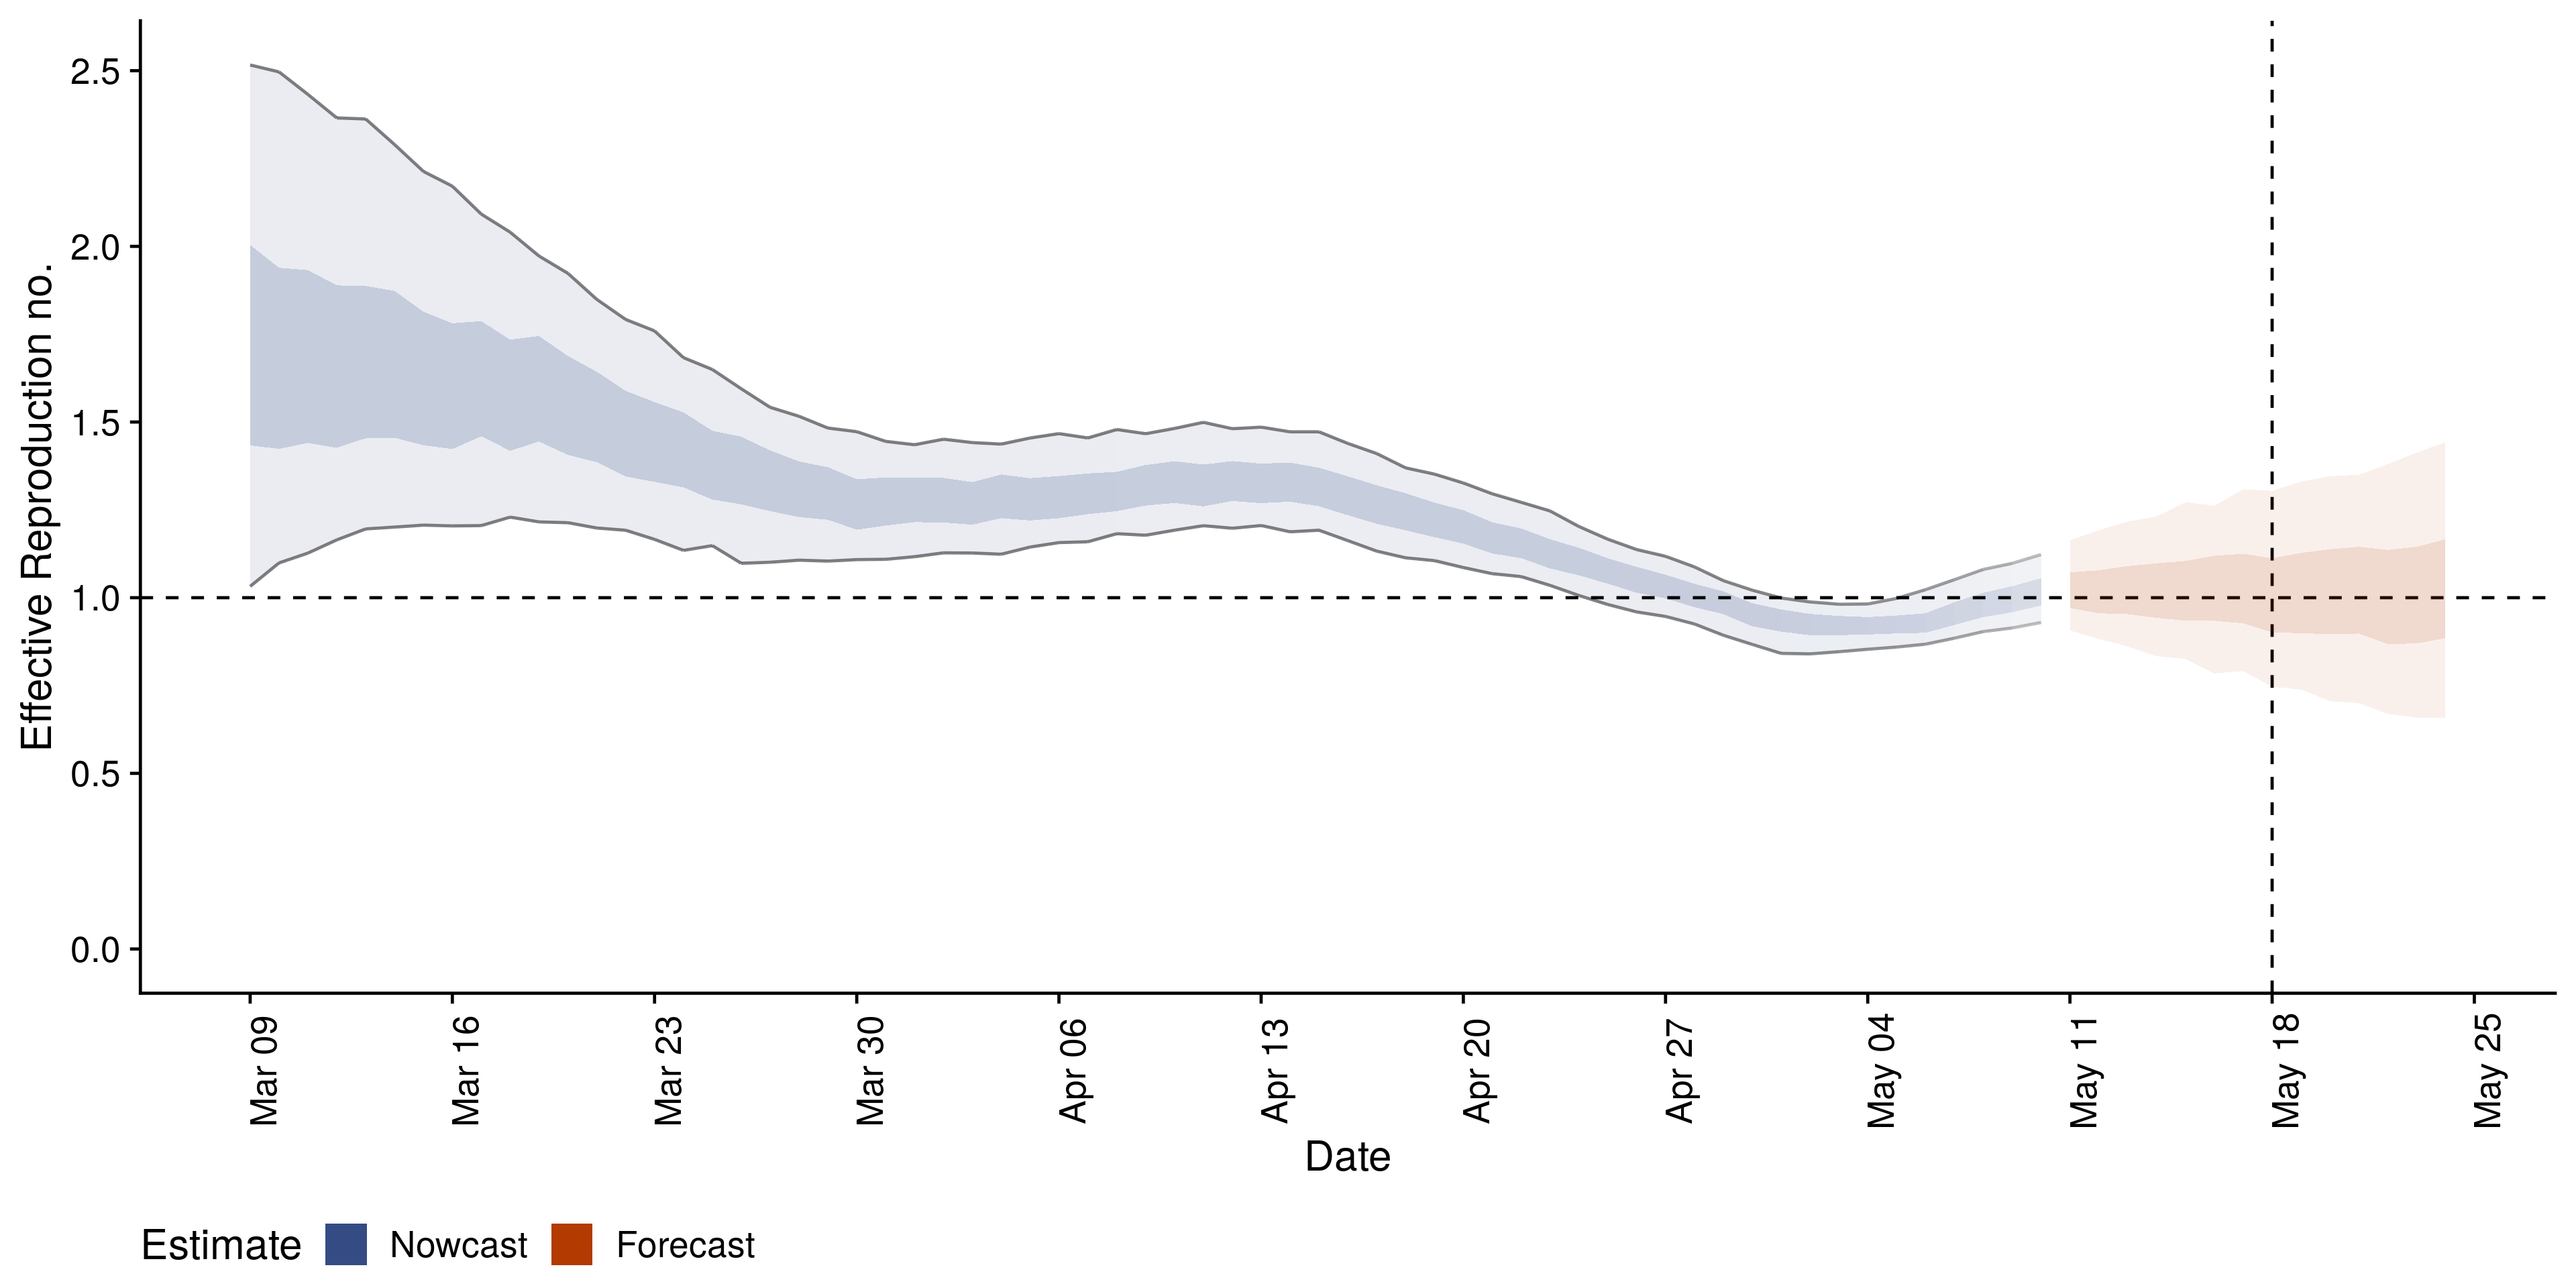 Effective Reproduction no.
2.5
2.0
1.5
1.0
0.5
0.0
Mar 09
Mar 16
Mar 23
Mar 30
Apr 06
Apr 13
Apr 20
Apr 27
May 04
May 11
May 18
May 25
Date
Estimate Nowcast Forecast